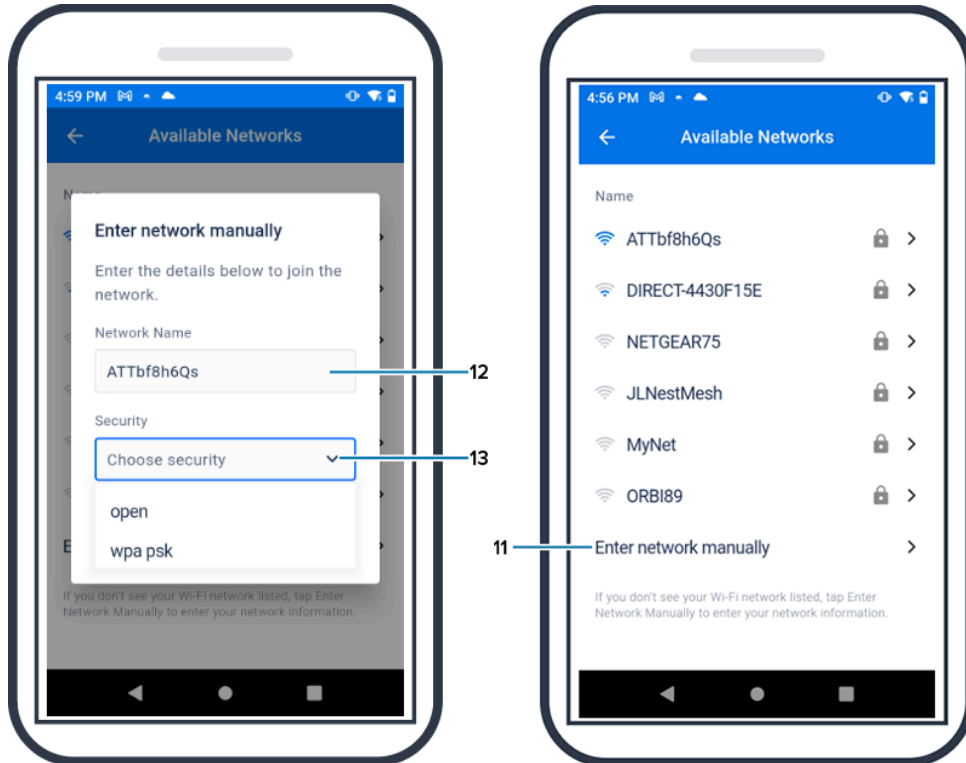 4:59 PM
Available Networks
Name
Enter network manually
Enter the details below to join the
network.
Network Name
ATTbf8h6Qs
12
Security
Choose security
13
open
wpa psk
E
If you don't see your Wi-Fi network listed, tap Enter
Network Manually to enter your network information.
4:56 PM
Available Networks
Name
ATTbf8h6Qs
DIRECT-4430F15E
NETGEAR75
JLNestMesh
MyNet
ORBI89
11
Enter network manually
If you don't see your Wi-Fi network listed, tap Enter
Network Manually to enter your network information.